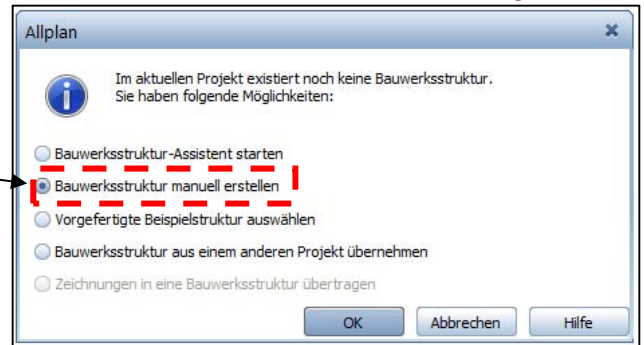 Allplan
Im aktuellen Projekt existiert noch keine Bauwerksstruktur.
Sie haben folgende Möglichkeiten:
Bauwerksstruktur-Assistent starten
Bauwerksstruktur manuell erstellen
Vorgefertigte Beispielstruktur auswählen
Bauwerksstruktur aus einem anderen Projekt übernehmen
Zeichnungen in eine Bauwerksstruktur übertragen
OK Abbrechen Hilfe